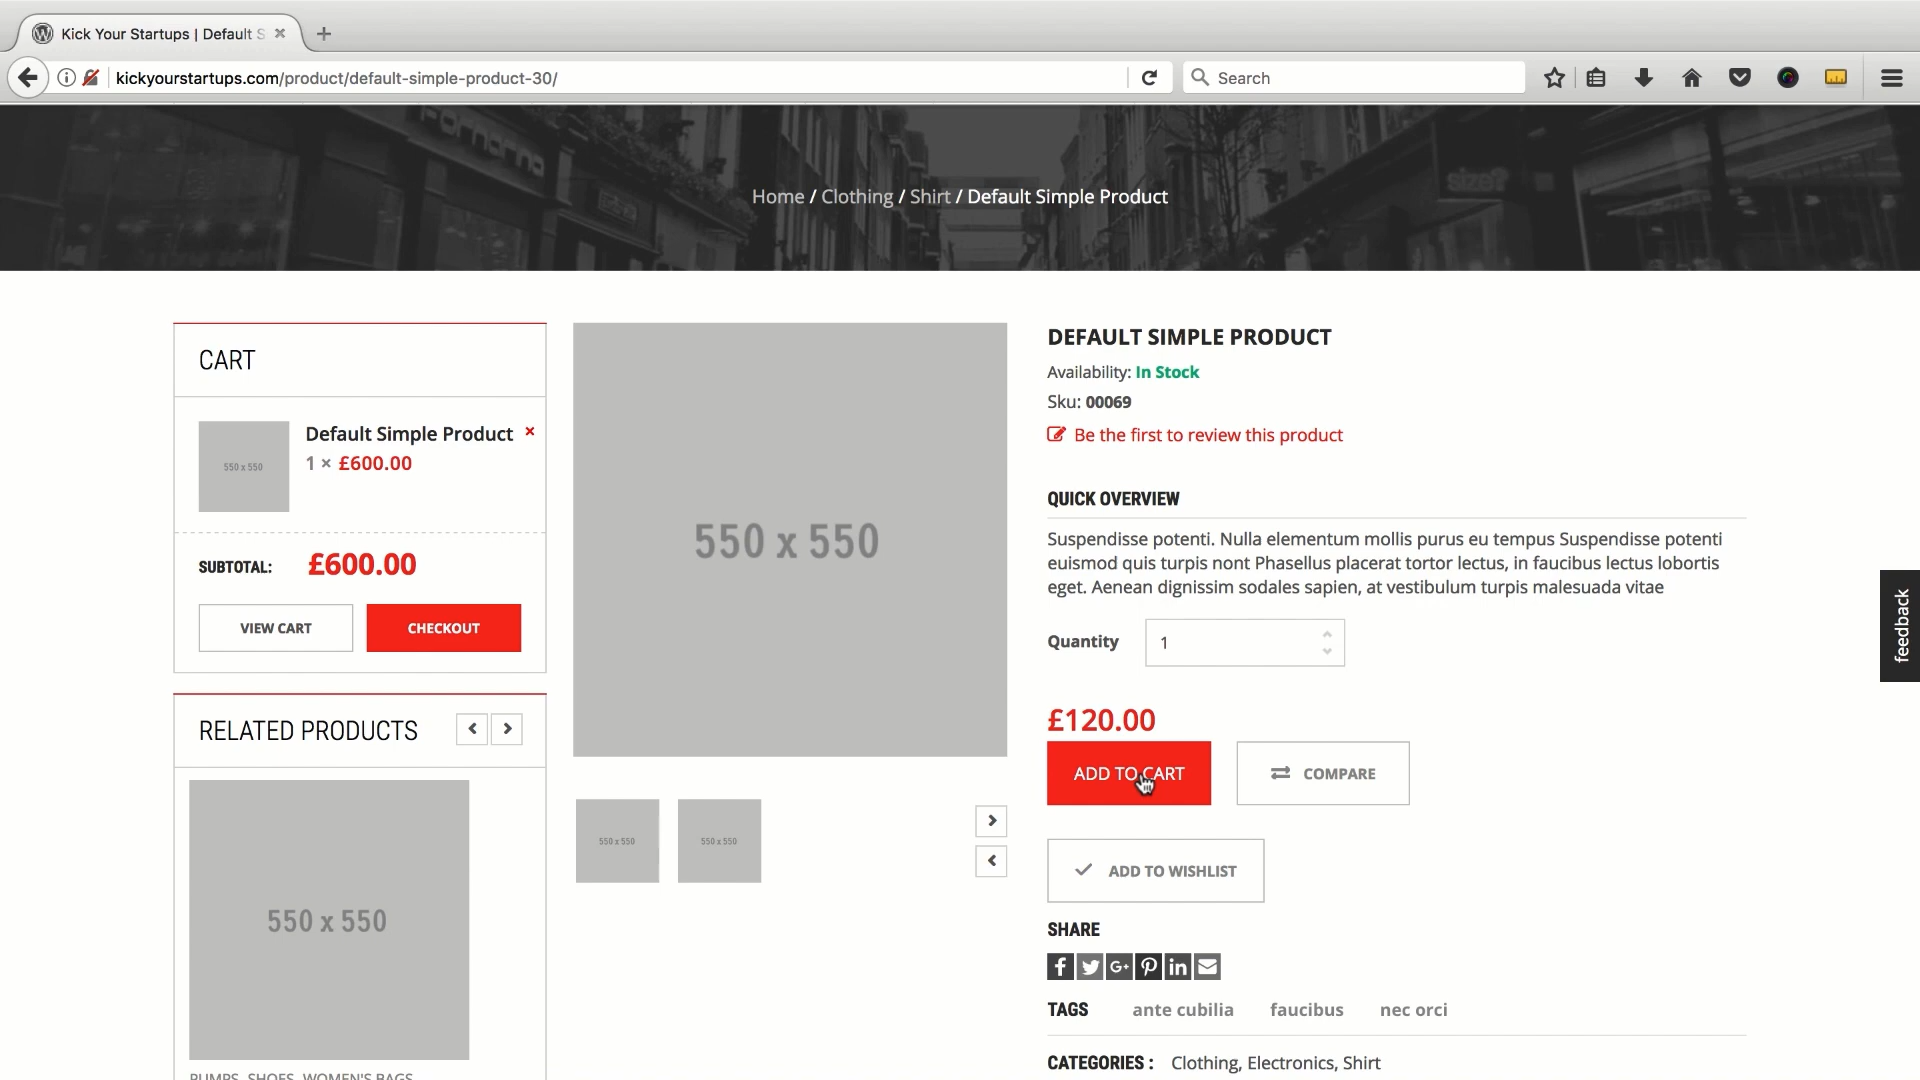 Kick Your Startups | Default S
kickyourstartups.com/product/default-simple-product-30/
Search
Fornarina
size?
Home / Clothing / Shirt / Default Simple Product
CART
550 x 550
Default Simple Product
1 × £600.00
SUBTOTAL: £600.00
VIEW CART
CHECKOUT
RELATED PRODUCTS
550 x 550
PUMPS, SHOES, WOMEN'S BAGS
550 x 550
550 x 550
550 x 550
DEFAULT SIMPLE PRODUCT
Availability: In Stock
Sku: 00069
Be the first to review this product
QUICK OVERVIEW
Suspendisse potenti. Nulla elementum mollis purus eu tempus Suspendisse potenti
euismod quis turpis nont Phasellus placerat tortor lectus, in faucibus lectus lobortis
eget. Aenean dignissim sodales sapien, at vestibulum turpis malesuada vitae
Quantity 1
£120.00
ADD TO CART
COMPARE
ADD TO WISHLIST
SHARE
TAGS ante cubilia faucibus nec orci
CATEGORIES : Clothing, Electronics, Shirt
feedback